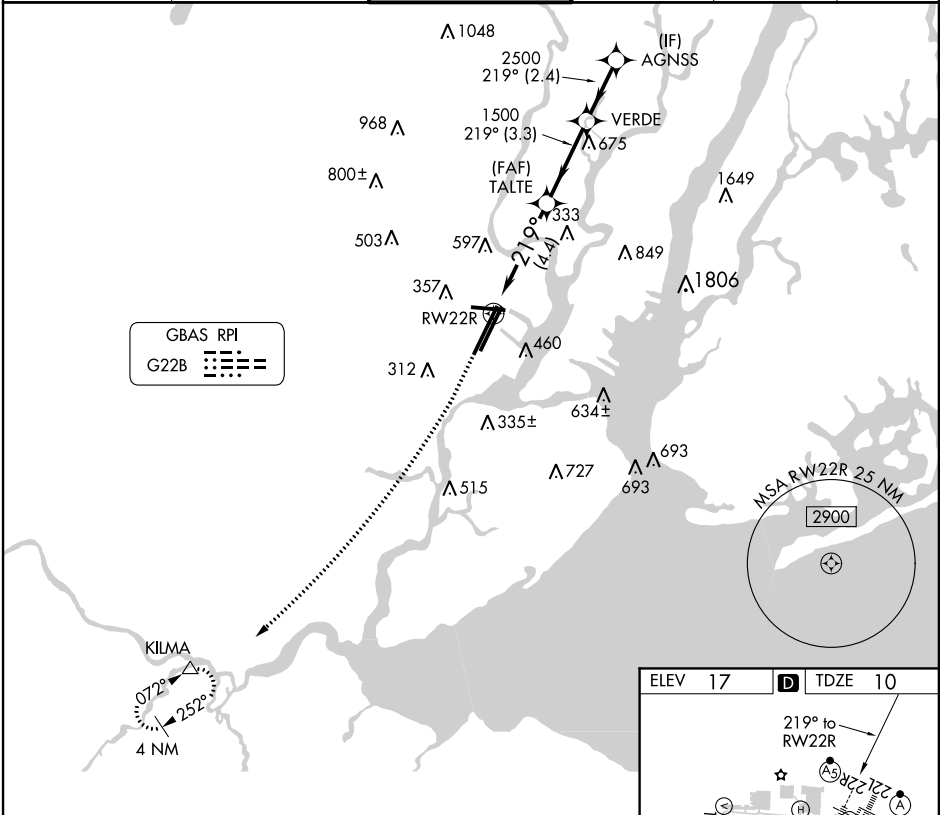 1048
(IF)
AGNSS
2500
219° (2.4)
1500
219° (3.3)
VERDE
968
675
(FAF)
TALTE
800±
1649
333
503
597
219°
(4.4)
849
357
1806
RW22R
GBAS RPI
G22B
460
312
634±
335±
693
727
693
515
MSA RW22R 25 NM
2900
KILMA
072°
252°
4 NM
ELEV 17
D
TDZE 10
219° to
RW22R
A5
22R
22L
A
H